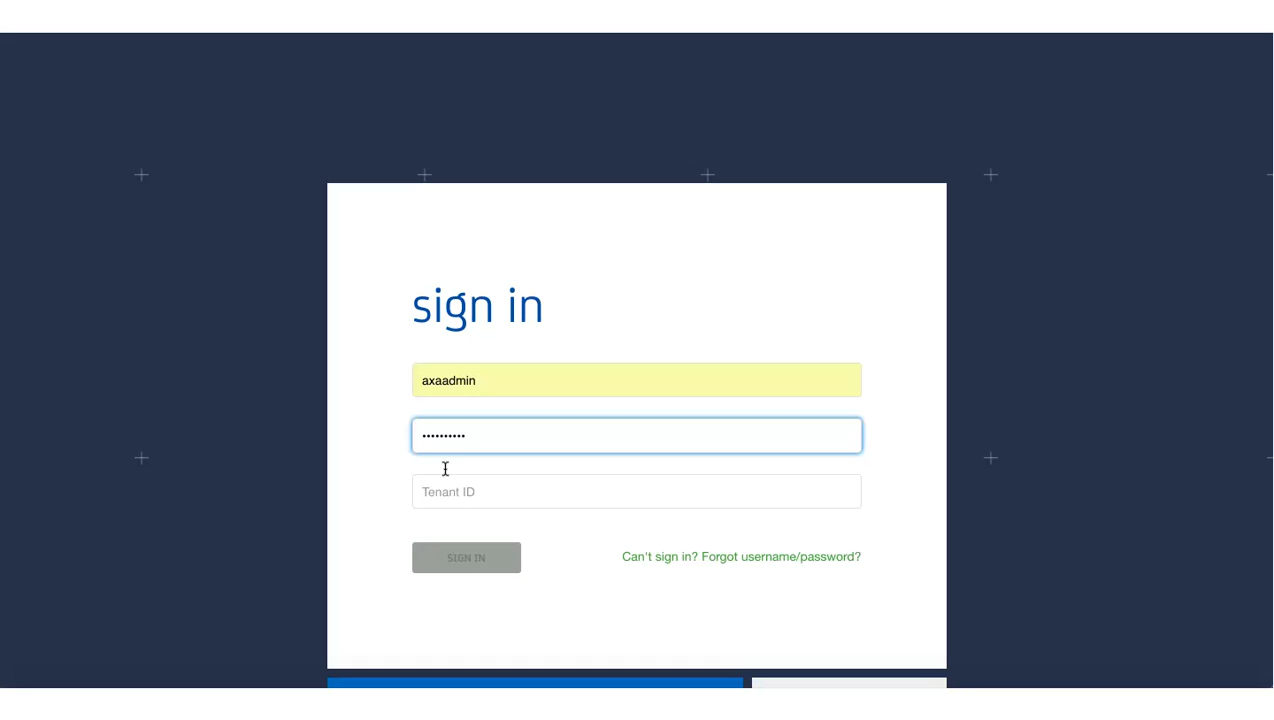 sign in
axaadmin
••••••••••
Tenant ID
SIGN IN
Can't sign in? Forgot username/password?